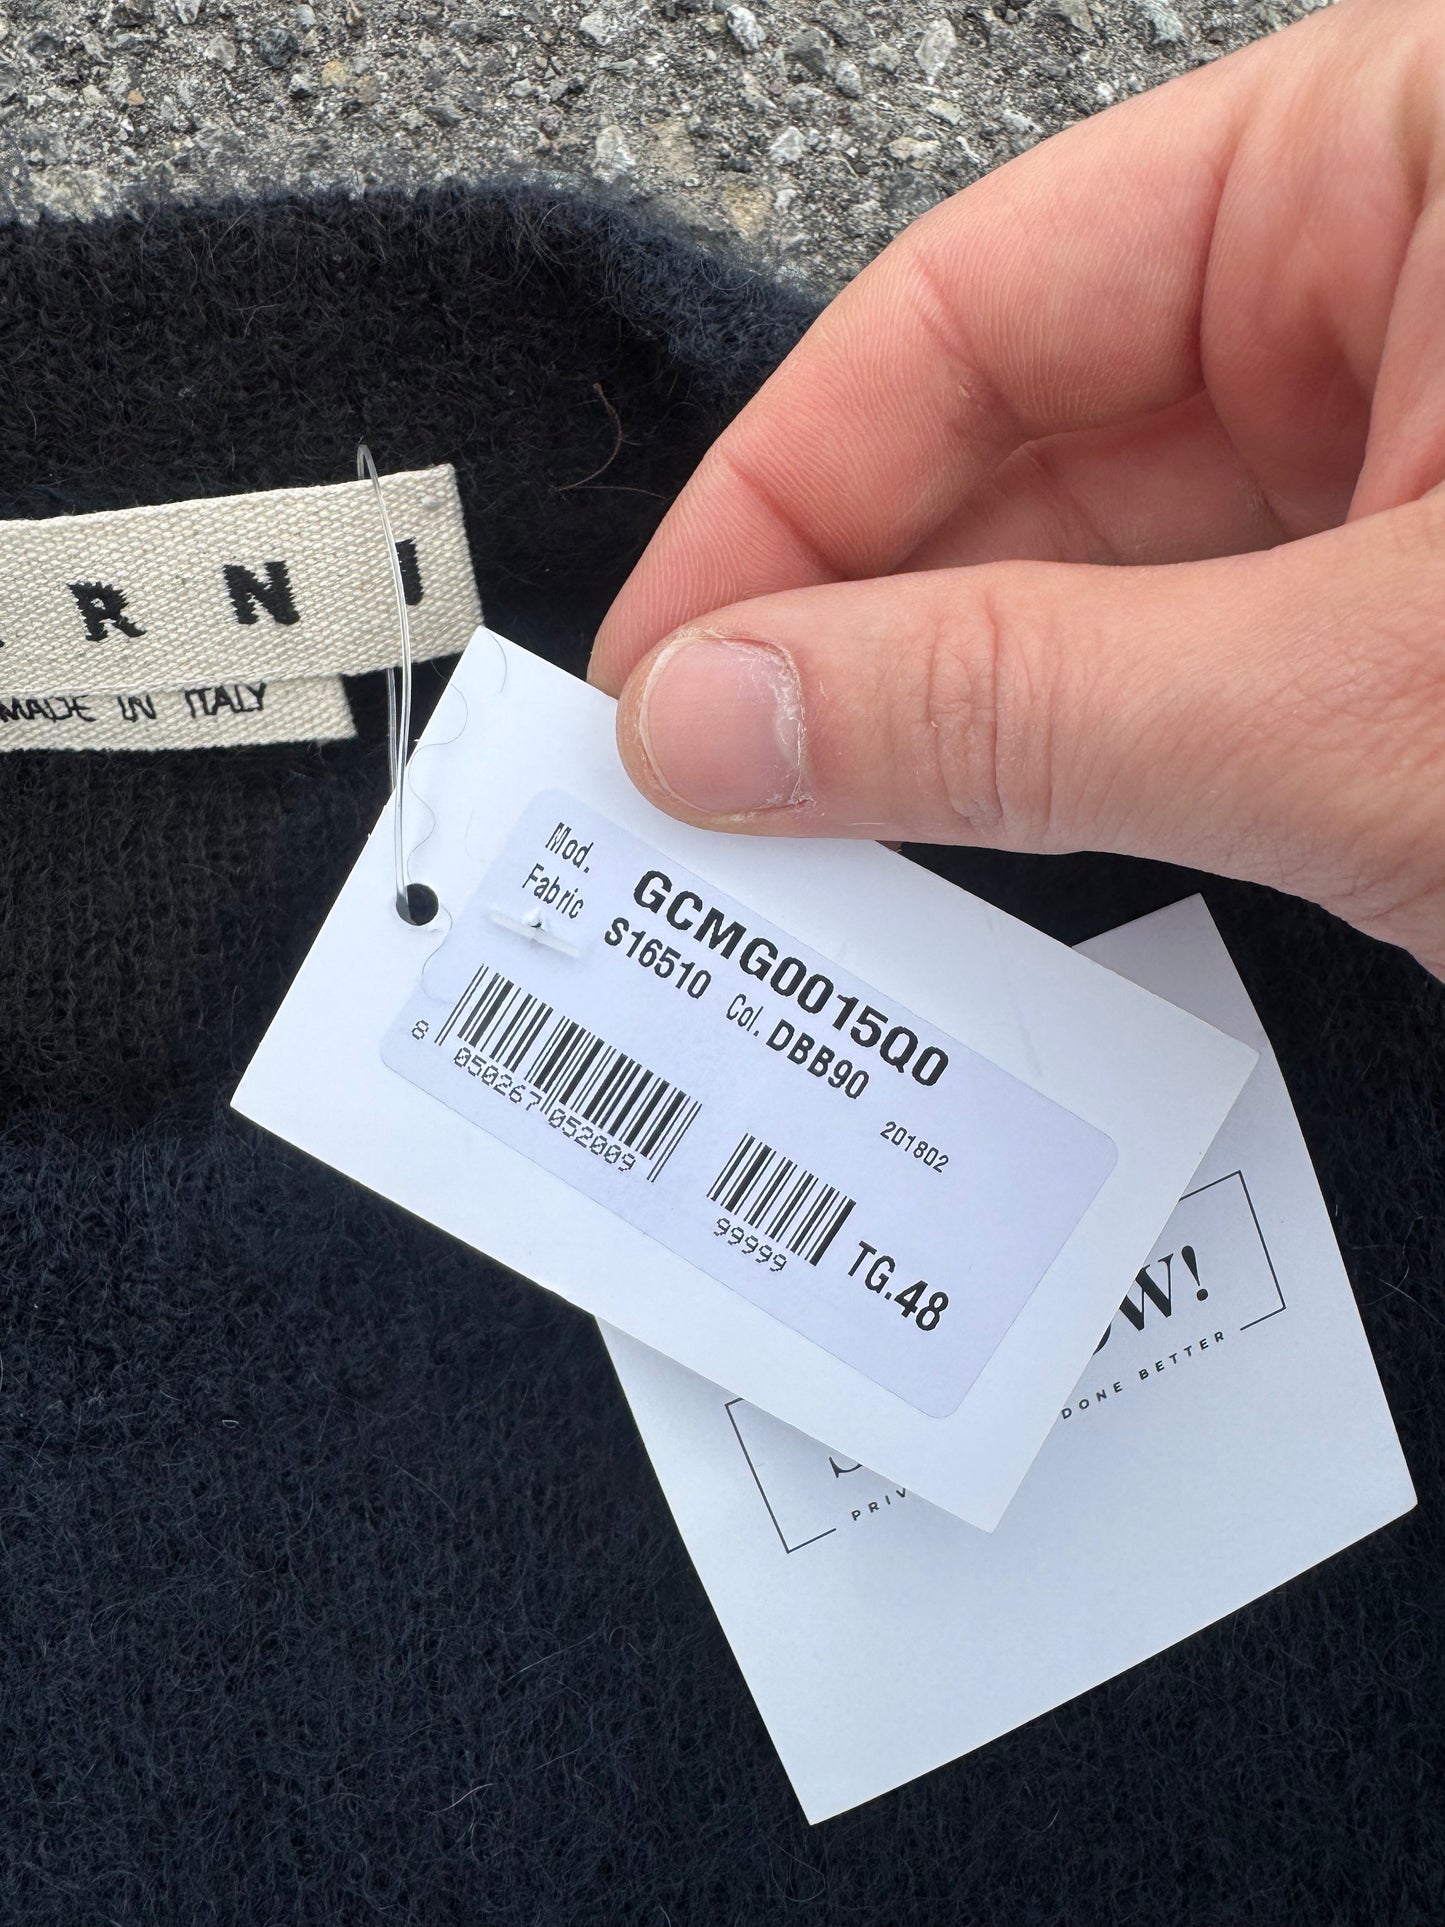 RNI
MADE IN ITALY
Mod. GCMG0015Q0
Fabric S16510 Col. DBB90
201802
8 050267 052009
99999
TG.48
W!
DONE BETTER